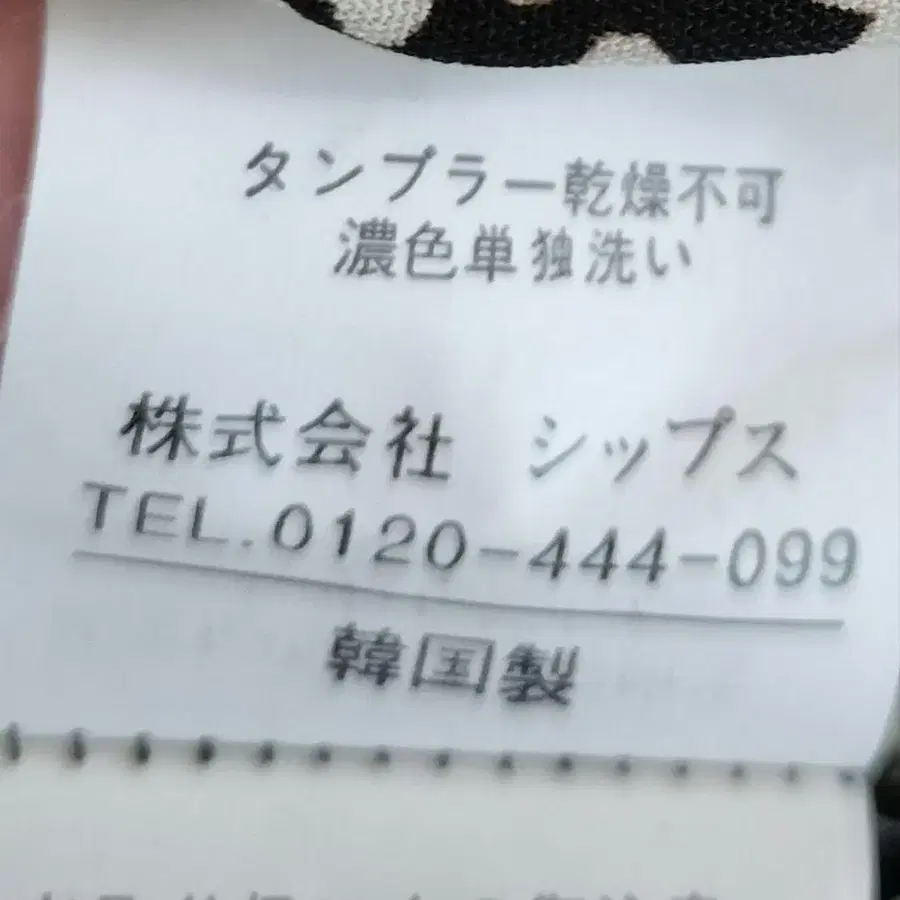 タンブラー乾燥不可
濃色単独洗い
株式会社 シップス
TEL.0120-444-099
韓国製